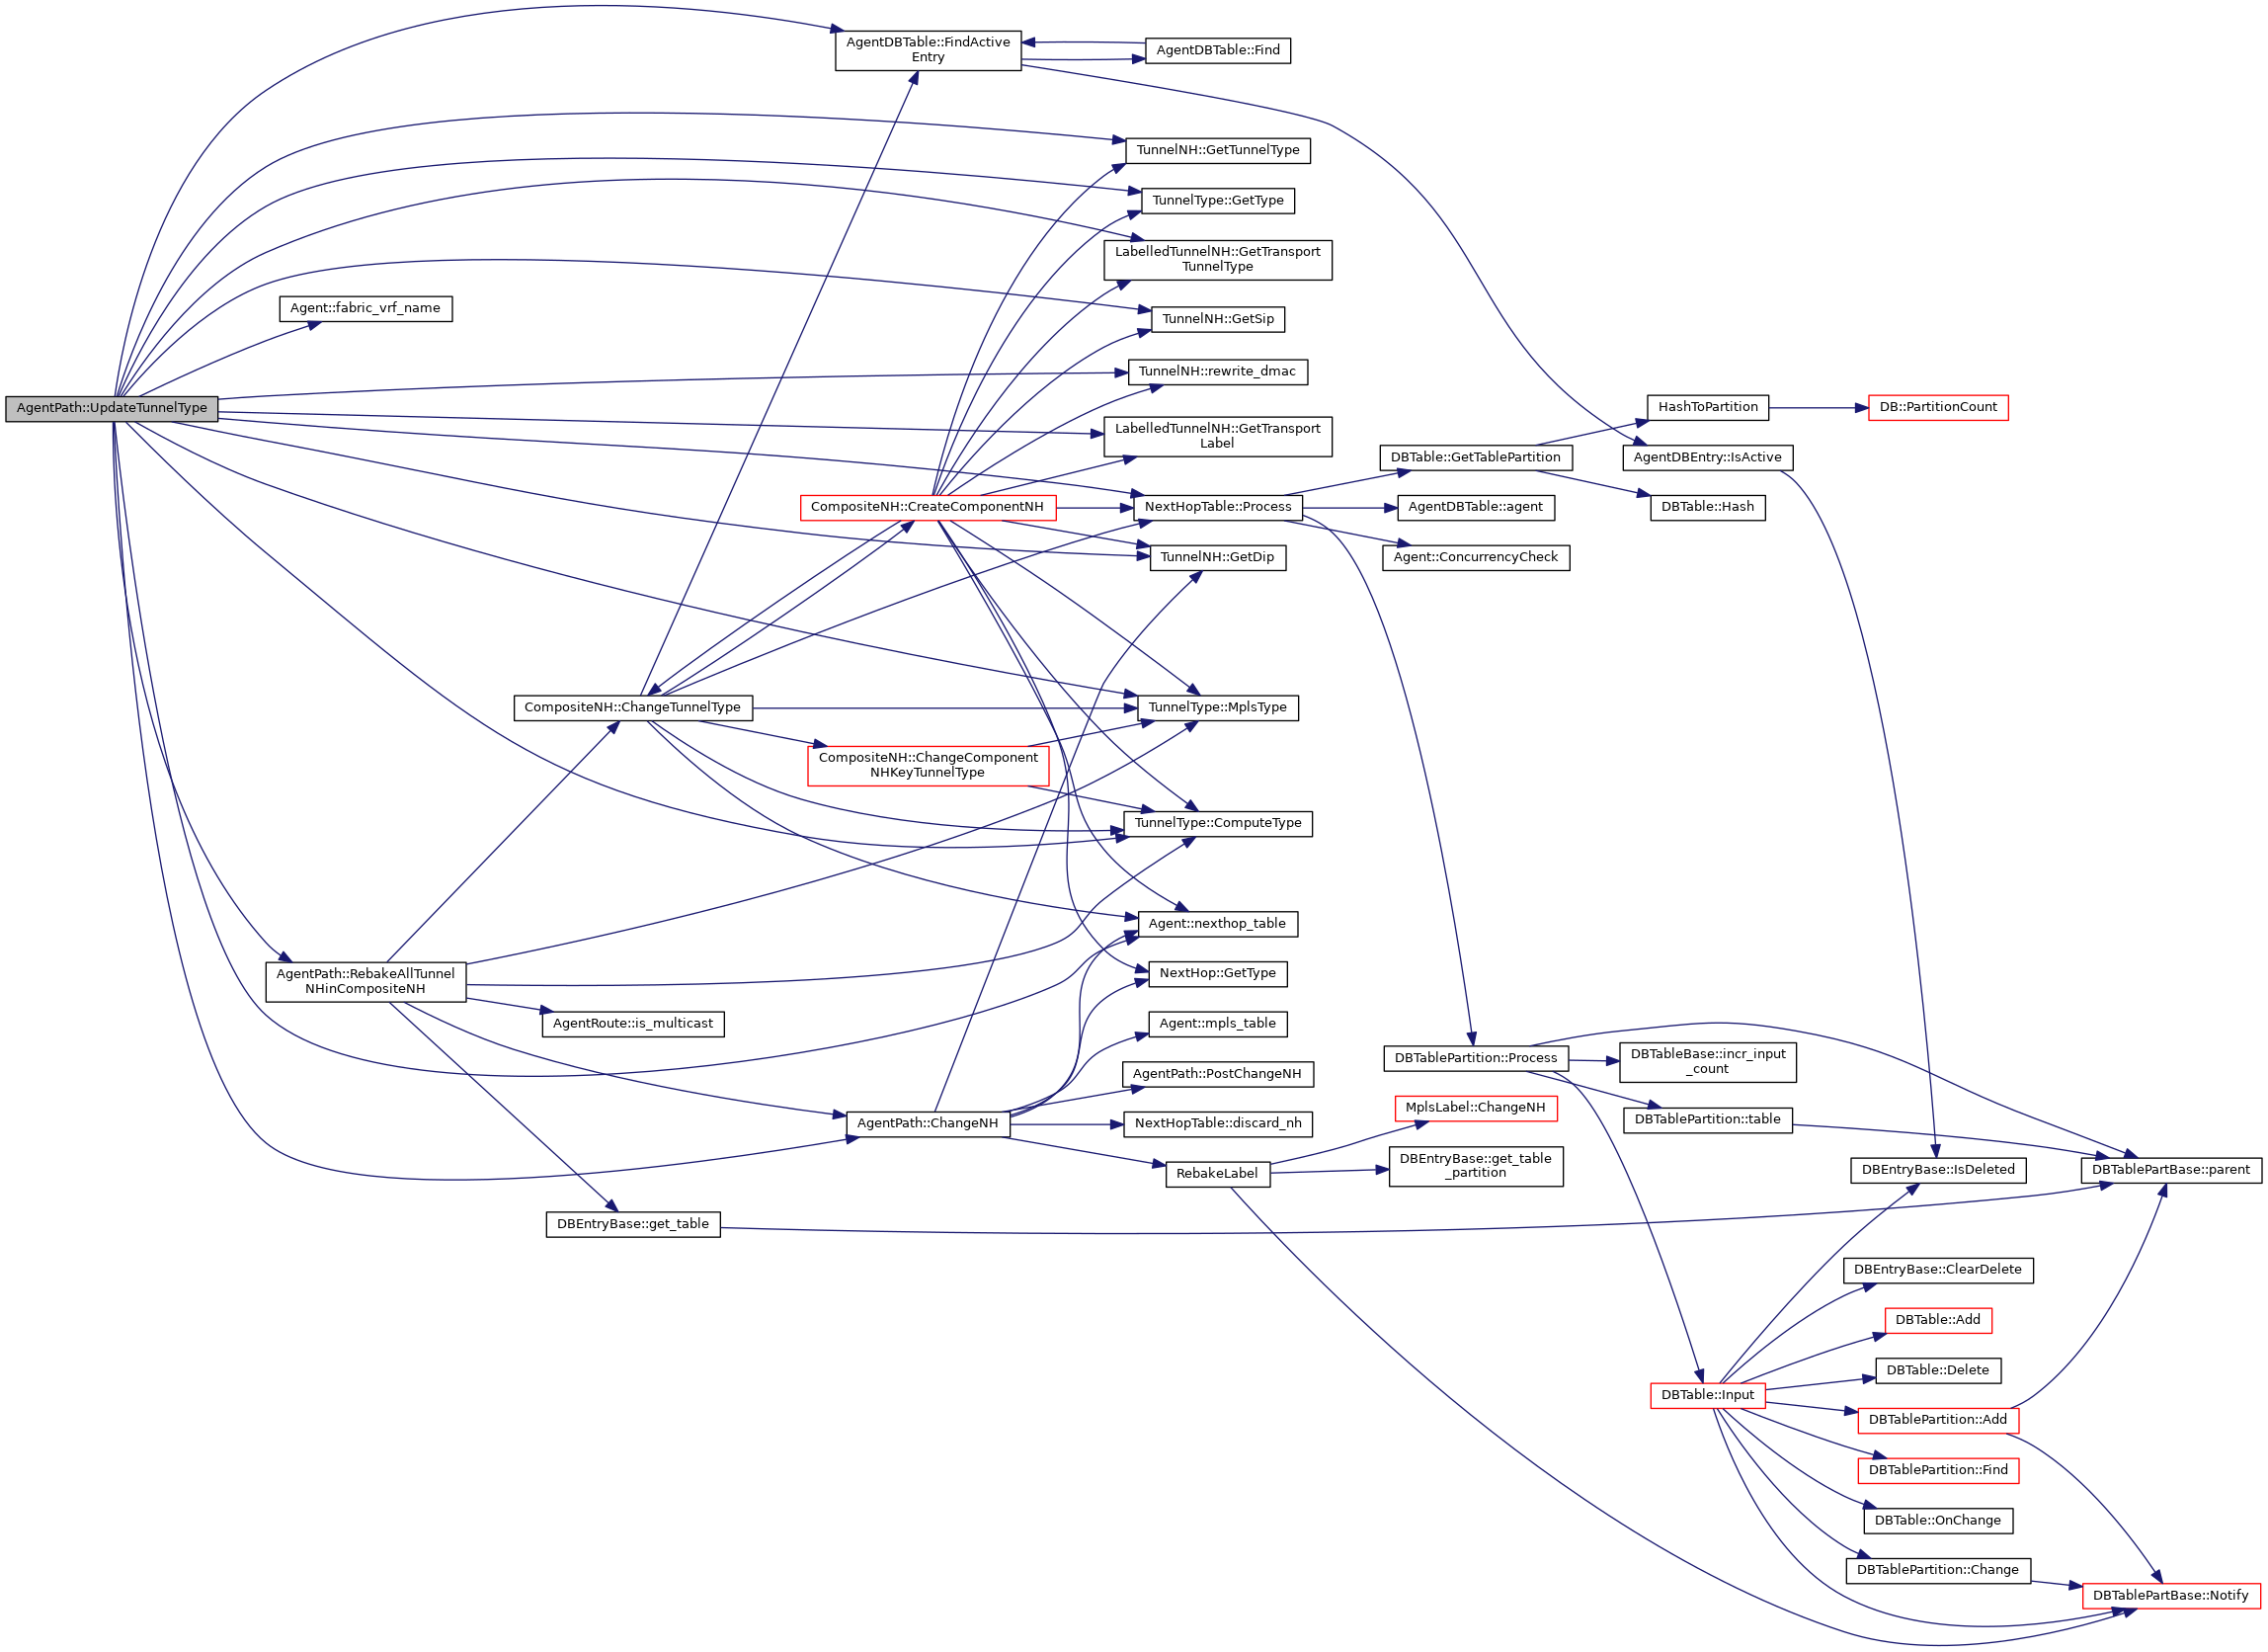 AgentPath::UpdateTunnelType
AgentDBTable::FindActive
Entry
AgentDBTable::Find
TunnelNH::GetTunnelType
TunnelType::GetType
LabelledTunnelNH::GetTransport
TunnelType
Agent::fabric_vrf_name
TunnelNH::GetSip
TunnelNH::rewrite_dmac
LabelledTunnelNH::GetTransport
Label
CompositeNH::CreateComponentNH
NextHopTable::Process
TunnelNH::GetDip
DBTable::GetTablePartition
AgentDBTable::agent
Agent::ConcurrencyCheck
HashToPartition
DB::PartitionCount
AgentDBEntry::IsActive
DBTable::Hash
CompositeNH::ChangeTunnelType
TunnelType::MplsType
CompositeNH::ChangeComponent
NHKeyTunnelType
TunnelType::ComputeType
Agent::nexthop_table
AgentPath::RebakeAllTunnel
NHinCompositeNH
NextHop::GetType
AgentRoute::is_multicast
Agent::mpls_table
AgentPath::PostChangeNH
AgentPath::ChangeNH
NextHopTable::discard_nh
RebakeLabel
DBEntryBase::get_table
MplsLabel::ChangeNH
DBEntryBase::get_table
_partition
DBTablePartition::Process
DBTableBase::incr_input
_count
DBTablePartition::table
DBEntryBase::IsDeleted
DBTablePartBase::parent
DBEntryBase::ClearDelete
DBTable::Add
DBTable::Delete
DBTable::Input
DBTablePartition::Add
DBTablePartition::Find
DBTable::OnChange
DBTablePartition::Change
DBTablePartBase::Notify